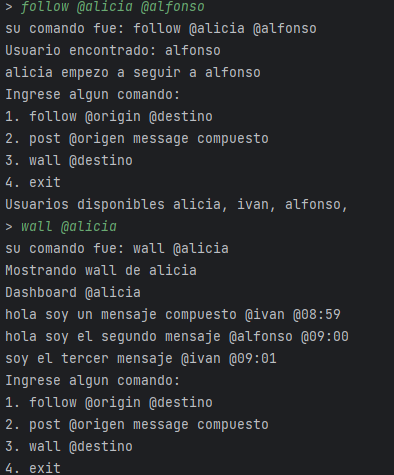 > follow @alicia @alfonso
su comando fue: follow @alicia @alfonso
Usuario encontrado: alfonso
alicia empezo a seguir a alfonso
Ingrese algun comando:
1. follow @origin @destino
2. post @origen message compuesto
3. wall @destino
4. exit
Usuarios disponibles alicia, ivan, alfonso,
> wall @alicia
su comando fue: wall @alicia
Mostrando wall de alicia
Dashboard @alicia
hola soy un mensaje compuesto @ivan @08:59
hola soy el segundo mensaje @alfonso @09:00
soy el tercer mensaje @ivan @09:01
Ingrese algun comando:
1. follow @origin @destino
2. post @origen message compuesto
3. wall @destino
4. exit